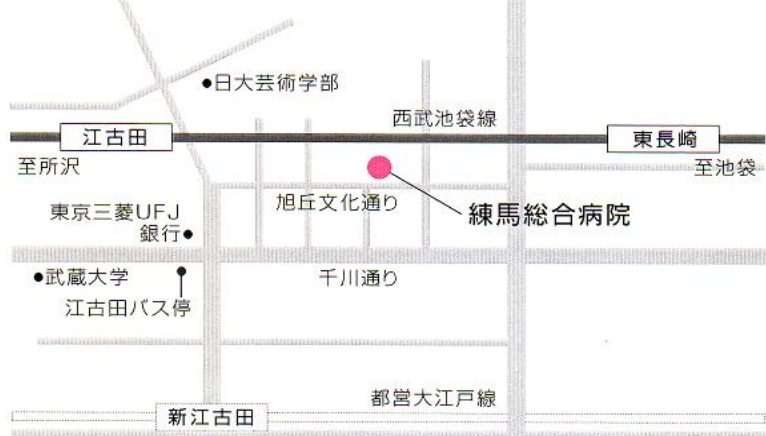 日大芸術学部
西武池袋線
江古田
東長崎
至所沢
至池袋
旭丘文化通り
練馬総合病院
東京三菱UFJ
銀行
武蔵大学
千川通り
江古田バス停
都営大江戸線
新江古田